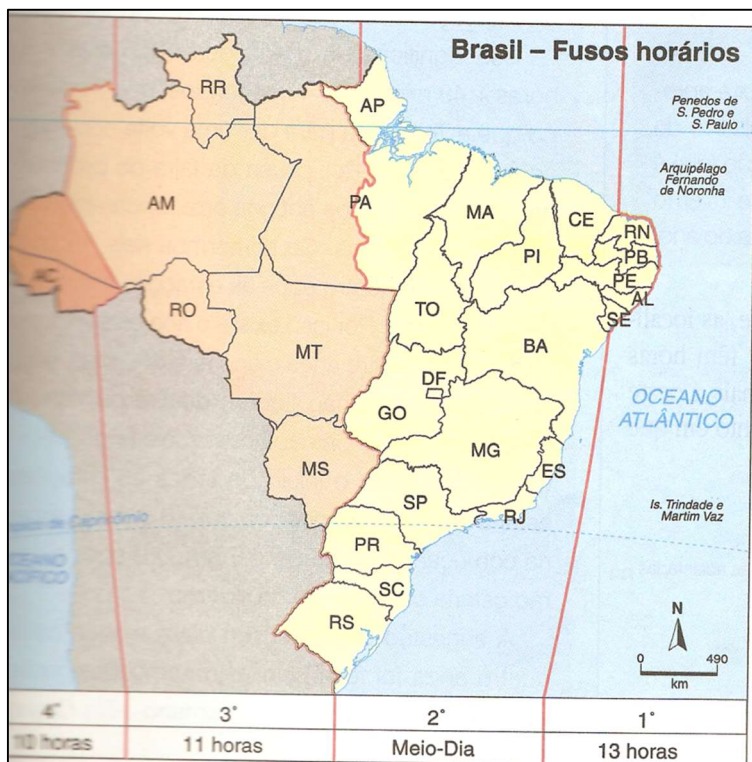 Brasil – Fusos horários
RR
AP
Penedos de
S. Pedro e
S. Paulo
Arquipélago
Fernando
de Noronha
AM
PA
MA
CE
RN
PB
PE
AL
SE
PI
AC
RO
TO
BA
MT
DF
GO
OCEANO
ATLÂNTICO
MG
ES
MS
SP
RJ
Is. Trindade e
Martim Vaz
de Capricórnio
PR
OCEANO
SC
RS
N
0 490
km
4° 3° 2° 1°
10 horas 11 horas Meio-Dia 13 horas